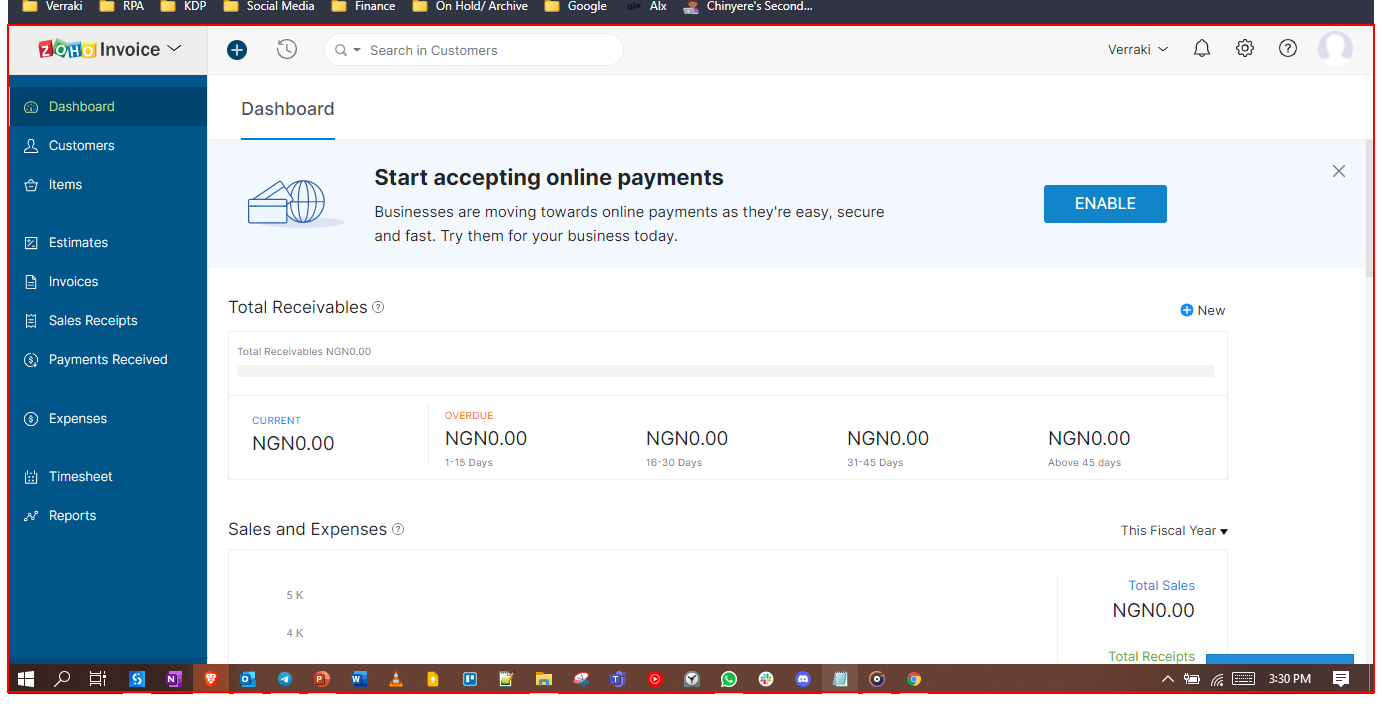 Verraki RPA KDP Social Media Finance On Hold/ Archive Google alx Alx Chinyere's Second...
ZOHO Invoice
Search in Customers
Verraki
Dashboard
Customers
Items
Estimates
Invoices
Sales Receipts
Payments Received
Expenses
Timesheet
Reports
Dashboard
Start accepting online payments
Businesses are moving towards online payments as they're easy, secure
and fast. Try them for your business today.
ENABLE
Total Receivables ?
New
Total Receivables NGN0.00
CURRENT
NGN0.00
OVERDUE
NGN0.00
1-15 Days
NGN0.00
16-30 Days
NGN0.00
31-45 Days
NGN0.00
Above 45 days
Sales and Expenses ?
This Fiscal Year
5 K
4 K
Total Sales
NGN0.00
Total Receipts
3:30 PM